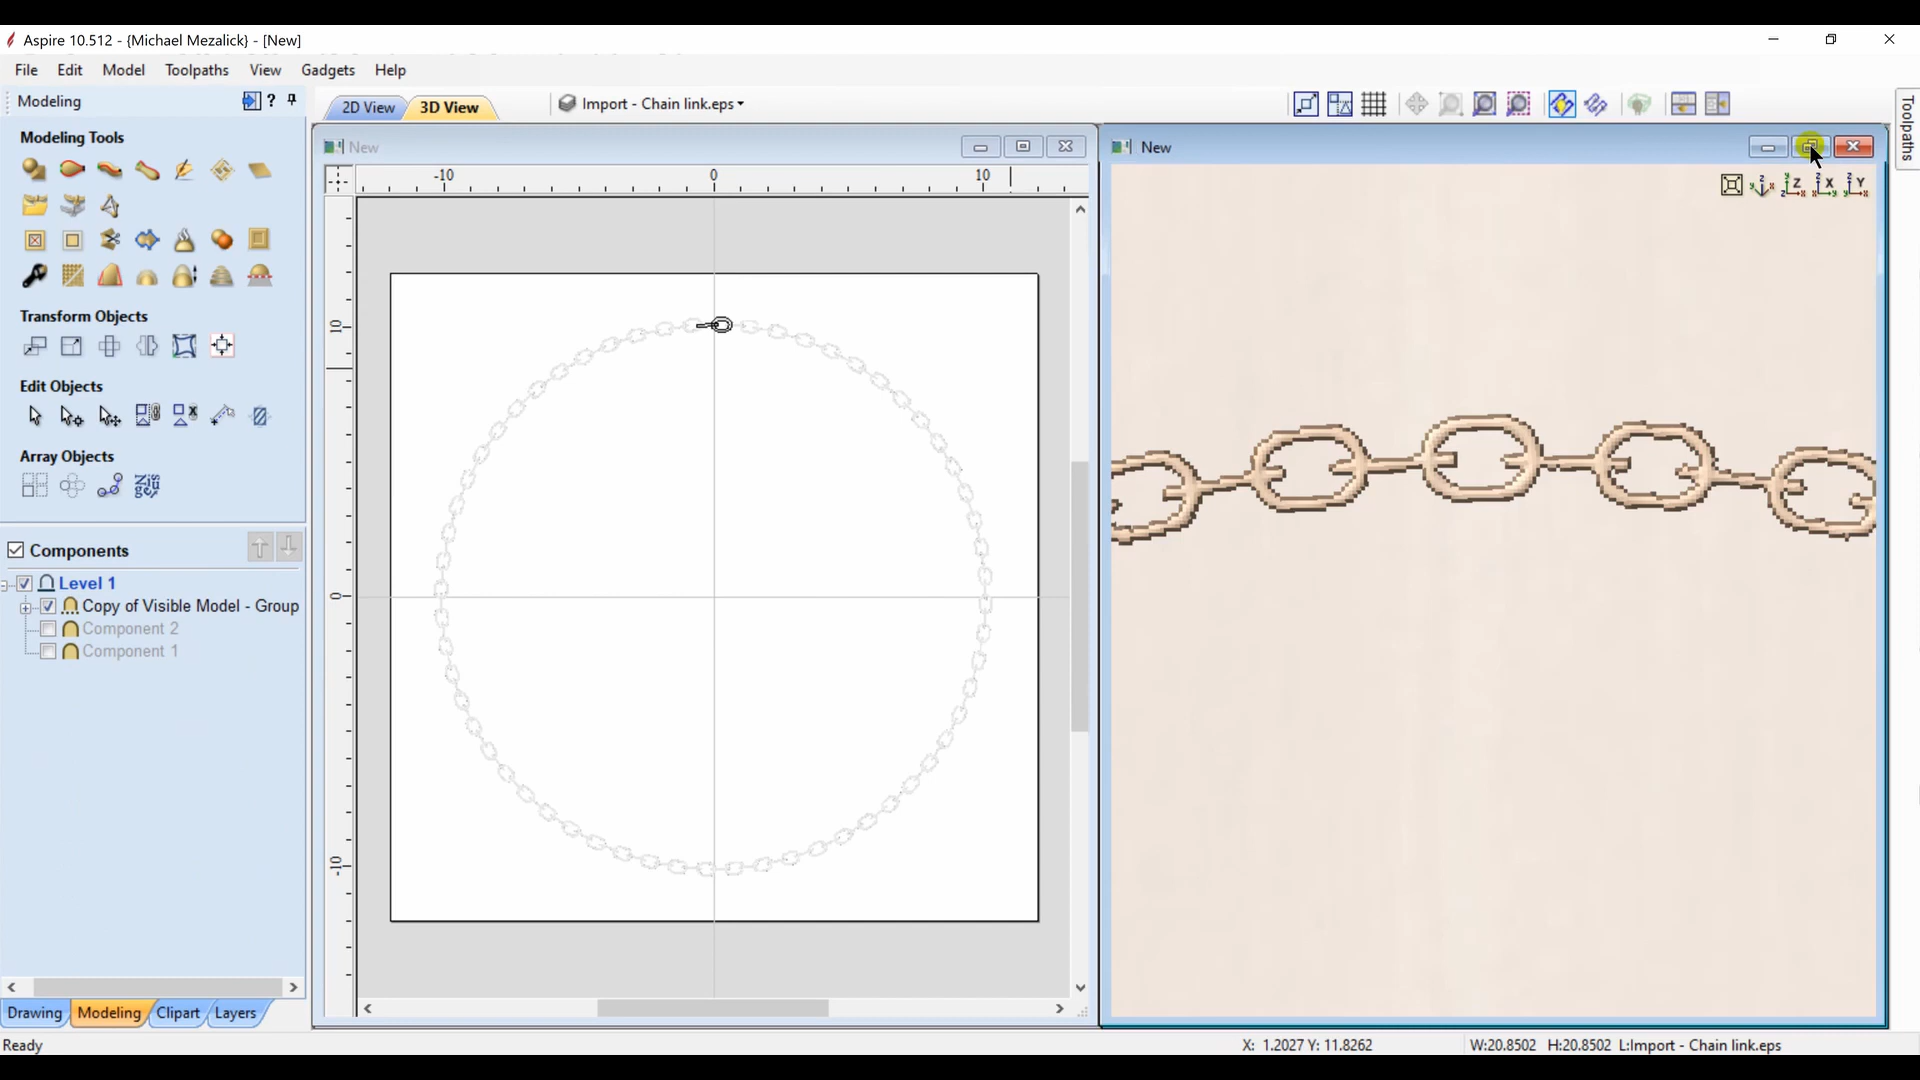 Aspire 10.512 - {Michael Mezalick} - [New]
File Edit Model Toolpaths View Gadgets Help
Modeling ?
2D View 3D View Import - Chain link.eps
Toolpaths
Modeling Tools
Transform Objects
Edit Objects
Array Objects
Components
Level 1
Copy of Visible Model - Group
Component 2
Component 1
Drawing Modeling Clipart Layers
New
-10 0 10
10
0
-10
New
Z X Y
Ready
X: 1.2027 Y: 11.8262
W:20.8502 H:20.8502 L:Import - Chain link.eps